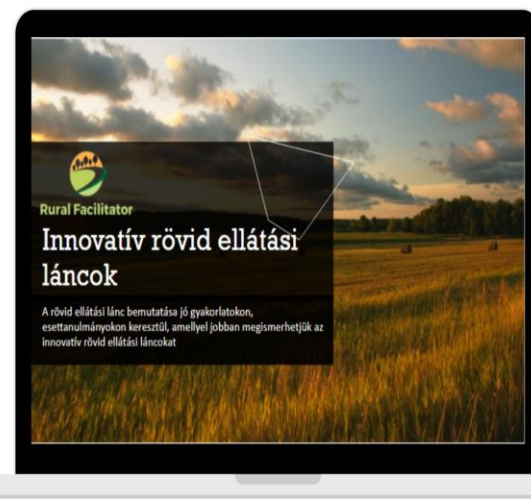 Rural Facilitator
Innovatív rövid ellátási
láncok
A rövid ellátási lánc bemutatása jó gyakorlatokon,
esettanulmányokon keresztül, amellyel jobban megismerhetjük az
innovatív rövid ellátási láncokat